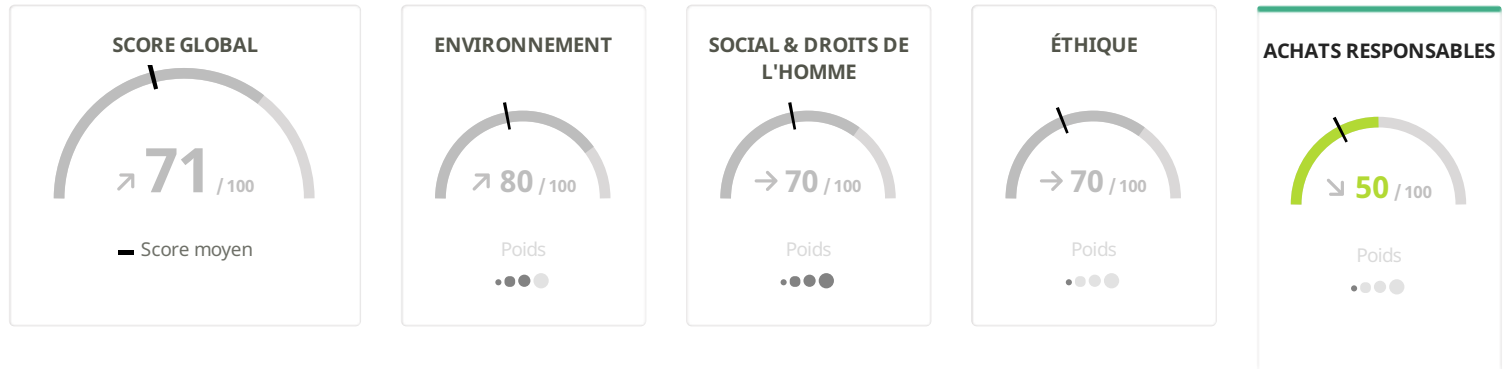 SCORE GLOBAL
71 / 100
Score moyen
ENVIRONNEMENT
80 / 100
Poids
SOCIAL & DROITS DE
L'HOMME
70 / 100
Poids
ÉTHIQUE
70 / 100
Poids
ACHATS RESPONSABLES
50 / 100
Poids